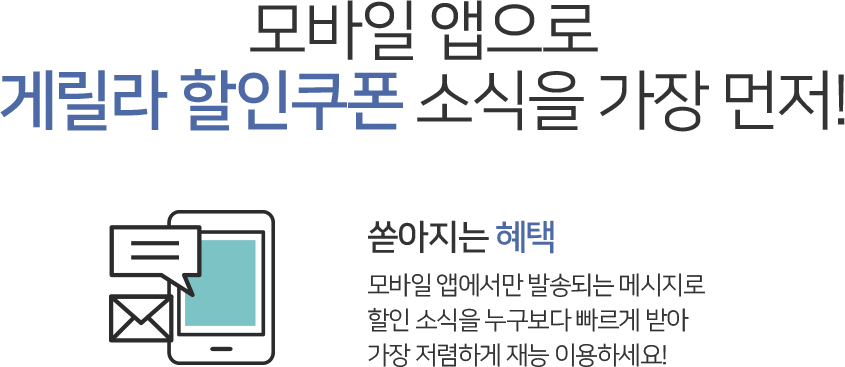 모바일 앱으로
게릴라 할인쿠폰 소식을 가장 먼저!
쏟아지는 혜택
모바일 앱에서만 발송되는 메시지로
할인 소식을 누구보다 빠르게 받아
가장 저렴하게 재능 이용하세요!